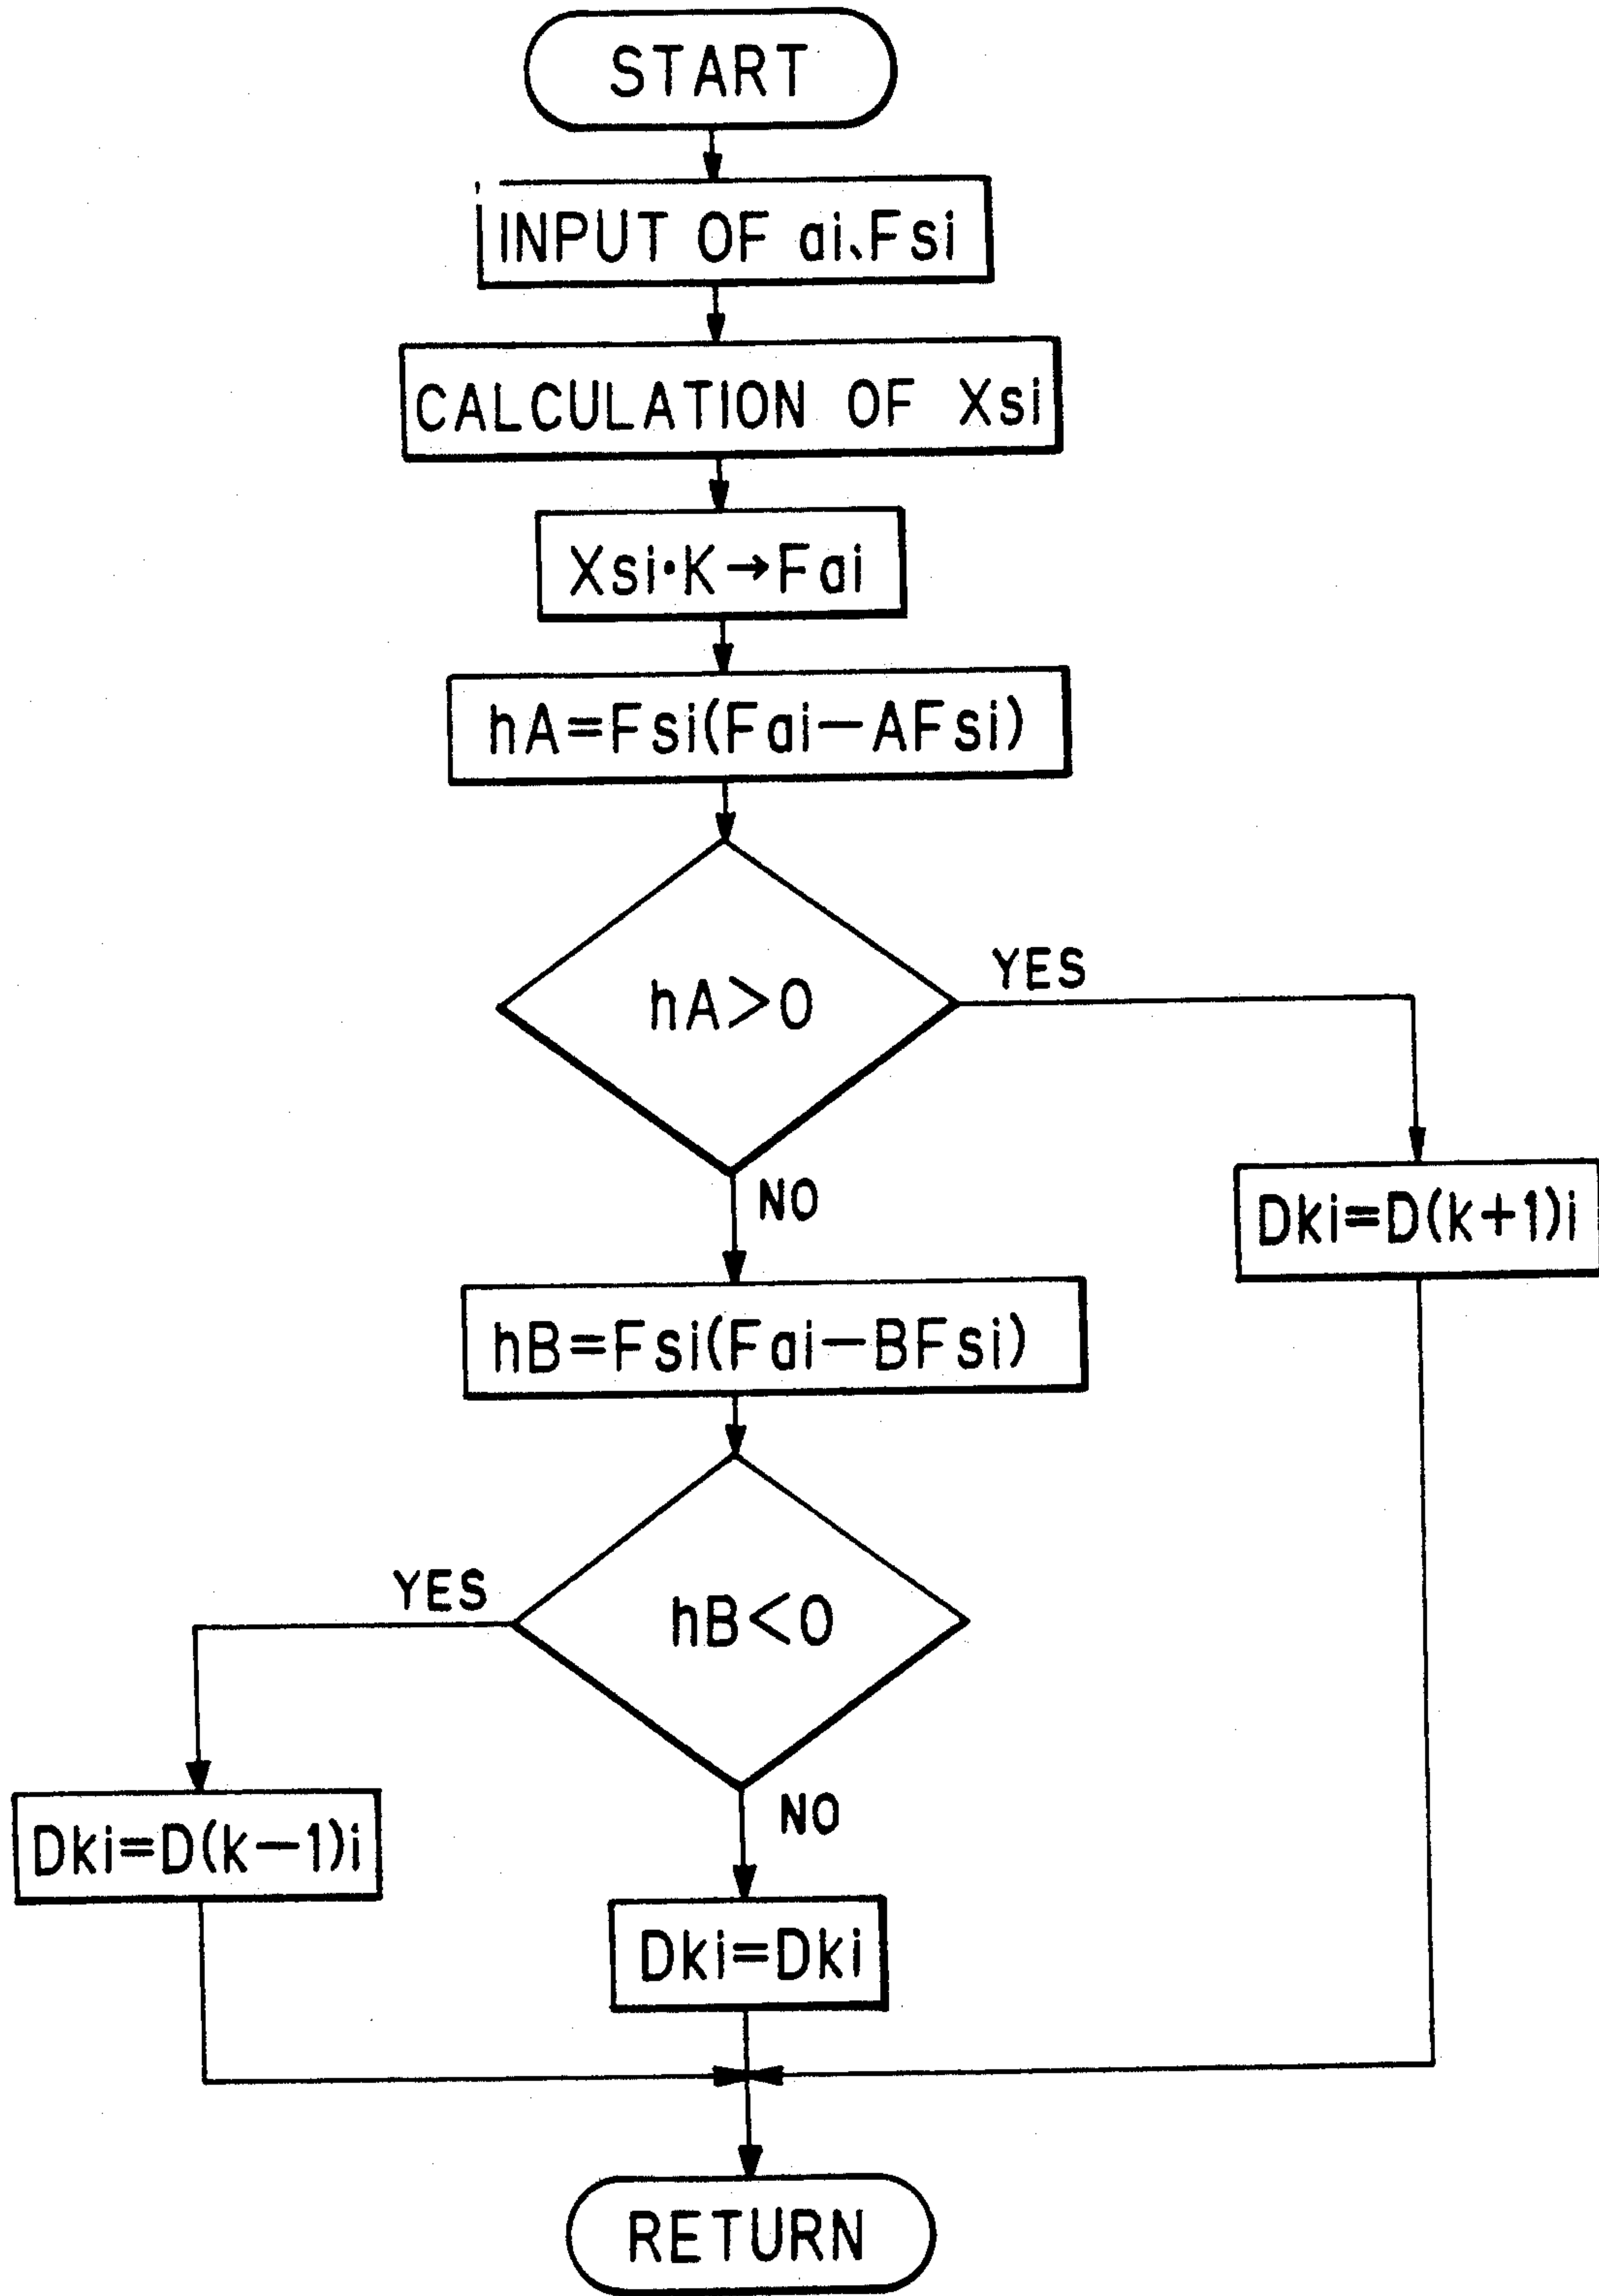 START
INPUT OF ai、Fsi
CALCULATION OF Xsi
Xsi·K→Fai
hA=Fsi(Fai−AFsi)
hA>0
YES
NO
Dki=D(k+1)i
hB=Fsi(Fai−BFsi)
YES
hB<0
NO
Dki=D(k−1)i
Dki=Dki
RETURN